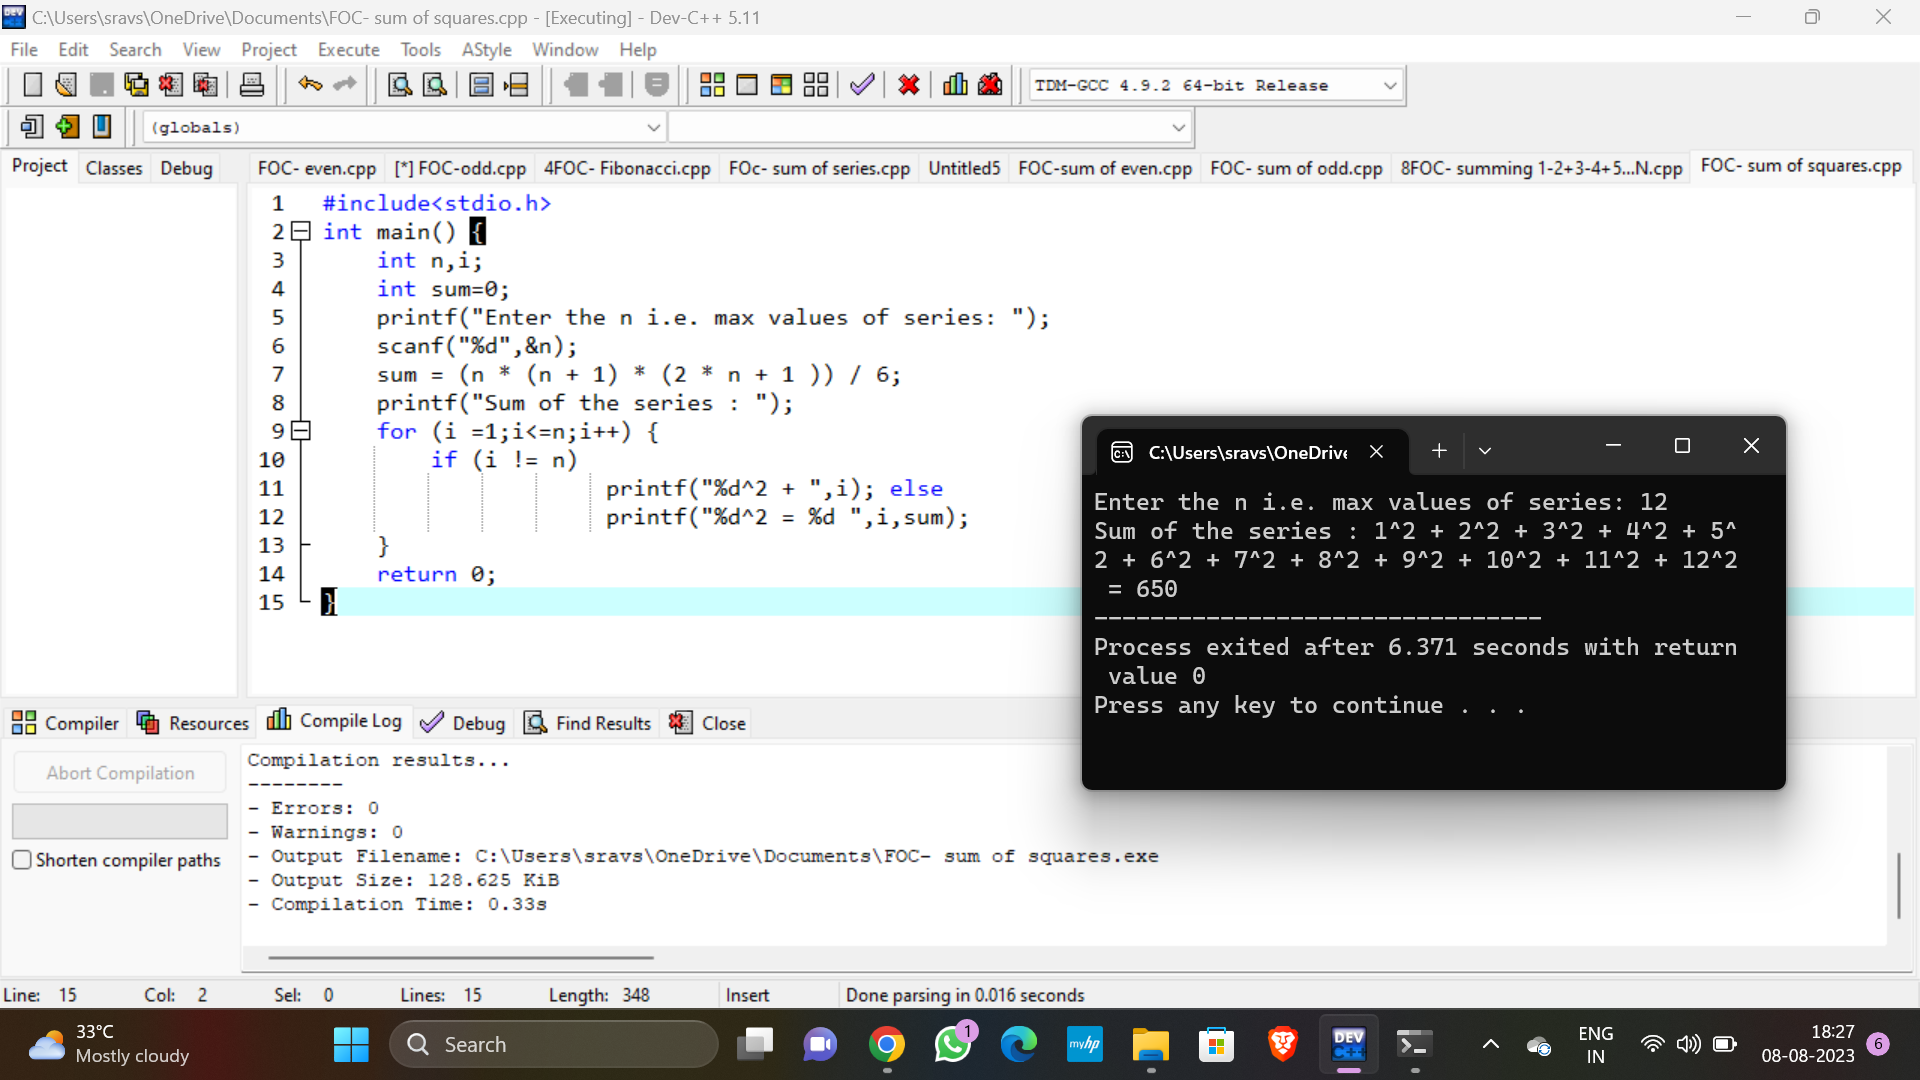 C:\Users\sravs\OneDrive\Documents\FOC- sum of squares.cpp - [Executing] - Dev-C++ 5.11
File Edit Search View Project Execute Tools AStyle Window Help
TDM-GCC 4.9.2 64-bit Release
(globals)
Project Classes Debug
FOC- even.cpp [*] FOC-odd.cpp 4FOC- Fibonacci.cpp FOc- sum of series.cpp Untitled5 FOC-sum of even.cpp FOC- sum of odd.cpp 8FOC- summing 1-2+3-4+5...N.cpp FOC- sum of squares.cpp
1 #include<stdio.h>
2 int main() {
3 int n,i;
4 int sum=0;
5 printf("Enter the n i.e. max values of series: ");
6 scanf("%d",&n);
7 sum = (n * (n + 1) * (2 * n + 1 )) / 6;
8 printf("Sum of the series : ");
9 for (i =1;i<=n;i++) {
10 if (i != n)
11 printf("%d^2 + ",i); else
12 printf("%d^2 = %d ",i,sum);
13 }
14 return 0;
15 }
C:\Users\sravs\OneDrive
Enter the n i.e. max values of series: 12
Sum of the series : 1^2 + 2^2 + 3^2 + 4^2 + 5^
2 + 6^2 + 7^2 + 8^2 + 9^2 + 10^2 + 11^2 + 12^2
= 650
--------------------------------
Process exited after 6.371 seconds with return
value 0
Press any key to continue . . .
Compiler Resources Compile Log Debug Find Results Close
Abort Compilation
Shorten compiler paths
Compilation results...
--------
- Errors: 0
- Warnings: 0
- Output Filename: C:\Users\sravs\OneDrive\Documents\FOC- sum of squares.exe
- Output Size: 128.625 KiB
- Compilation Time: 0.33s
Line: 15 Col: 2 Sel: 0 Lines: 15 Length: 348 Insert Done parsing in 0.016 seconds
33°C
Mostly cloudy
Search
1
myhp
DEV
C++
ENG
IN
18:27
08-08-2023
6